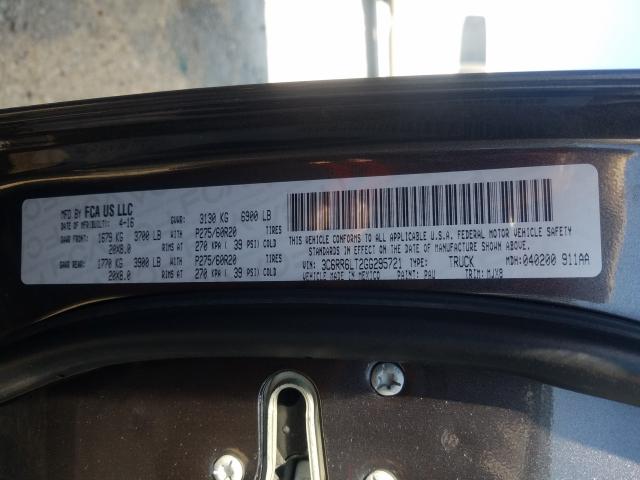 MFD BY FCA US LLC GVWR: 3130 KG 6900 LB
DATE OF MFR(BUILT): 4-16
GAWR FRONT: 1679 KG 3700 LB WITH P275/60R20 TIRES
20X8.0 RIMS AT 270 KPA ( 39 PSI) COLD
GAWR REAR: 1770 KG 3900 LB WITH P275/60R20 TIRES
20X8.0 RIMS AT 270 KPA ( 39 PSI) COLD
THIS VEHICLE CONFORMS TO ALL APPLICABLE U.S.A. FEDERAL MOTOR VEHICLE SAFETY
STANDARDS IN EFFECT ON THE DATE OF MANUFACTURE SHOWN ABOVE.
VIN: 3C6RR6LT2GG295721 TYPE: TRUCK MDH:040200 911AA
VEHICLE MADE IN MEXICO PAINT: PAU TRIM: MJX8